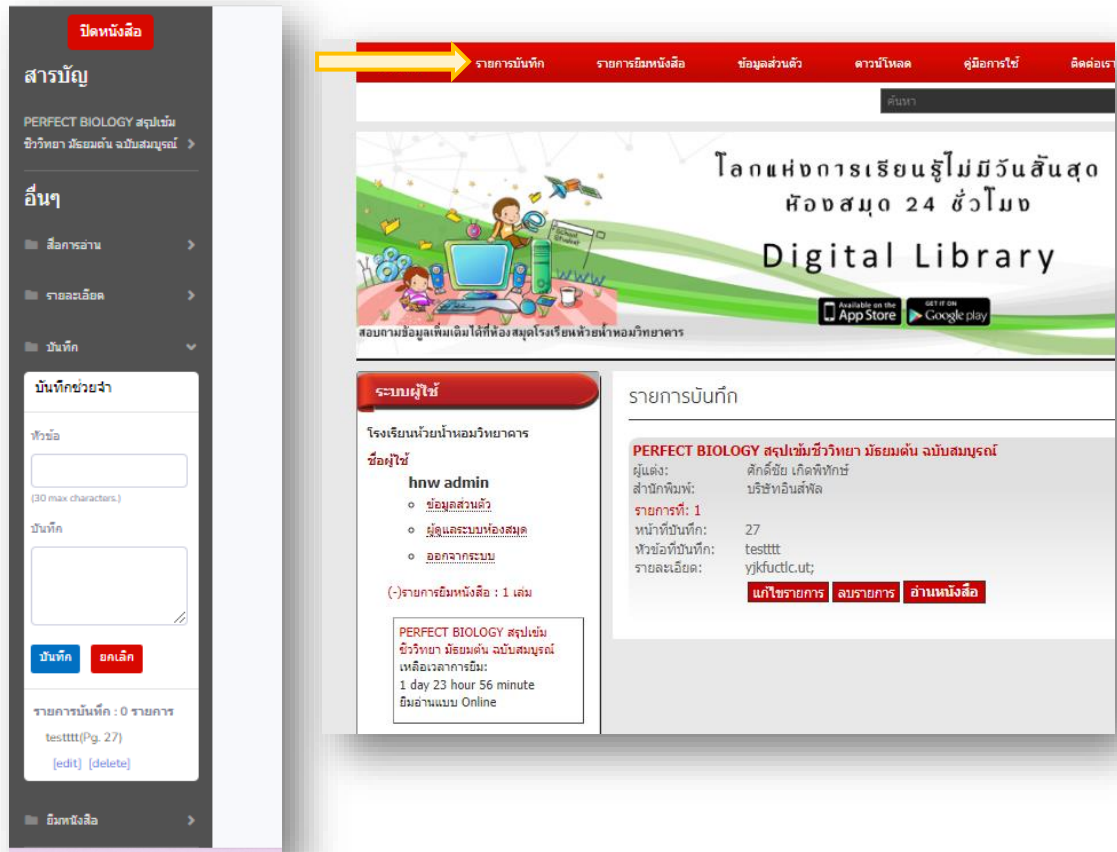 ปิดหนังสือ
สารบัญ
PERFECT BIOLOGY สรุปเข้ม
ชีววิทยา มัธยมต้น ฉบับสมบูรณ์
อื่นๆ
สื่อการอ่าน
รายละเอียด
บันทึก
บันทึกช่วยจำ
หัวข้อ
(30 max characters.)
บันทึก
บันทึก ยกเลิก
รายการบันทึก : 0 รายการ
testttt(Pg. 27)
[edit] [delete]
ยืมหนังสือ
รายการบันทึก รายการยืมหนังสือ ข้อมูลส่วนตัว ดาวน์โหลด คู่มือการใช้ ติดต่อเรา
ค้นหา
โลกแห่งการเรียนรู้ไม่มีวันสิ้นสุด
ห้องสมุด 24 ชั่วโมง
Digital Library
School
Student
WWW
Available on the
App Store
GET IT ON
Google play
สอบถามข้อมูลเพิ่มเติมได้ที่ห้องสมุดโรงเรียนห้วยน้ำหอมวิทยาคาร
ระบบผู้ใช้
โรงเรียนห้วยน้ำหอมวิทยาคาร
ชื่อผู้ใช้
hnw admin
ข้อมูลส่วนตัว
ผู้ดูแลระบบห้องสมุด
ออกจากระบบ
(-)รายการยืมหนังสือ : 1 เล่ม
PERFECT BIOLOGY สรุปเข้ม
ชีววิทยา มัธยมต้น ฉบับสมบูรณ์
เหลือเวลาการยืม:
1 day 23 hour 56 minute
ยืมอ่านแบบ Online
รายการบันทึก
PERFECT BIOLOGY สรุปเข้มชีววิทยา มัธยมต้น ฉบับสมบูรณ์
ผู้แต่ง: ศักดิ์ชัย เกิดพิทักษ์
สำนักพิมพ์: บริษัทอินส์พัล
รายการที่: 1
หน้าที่บันทึก: 27
หัวข้อที่บันทึก: testttt
รายละเอียด: yjkfuctlc.ut;
แก้ไขรายการ ลบรายการ อ่านหนังสือ